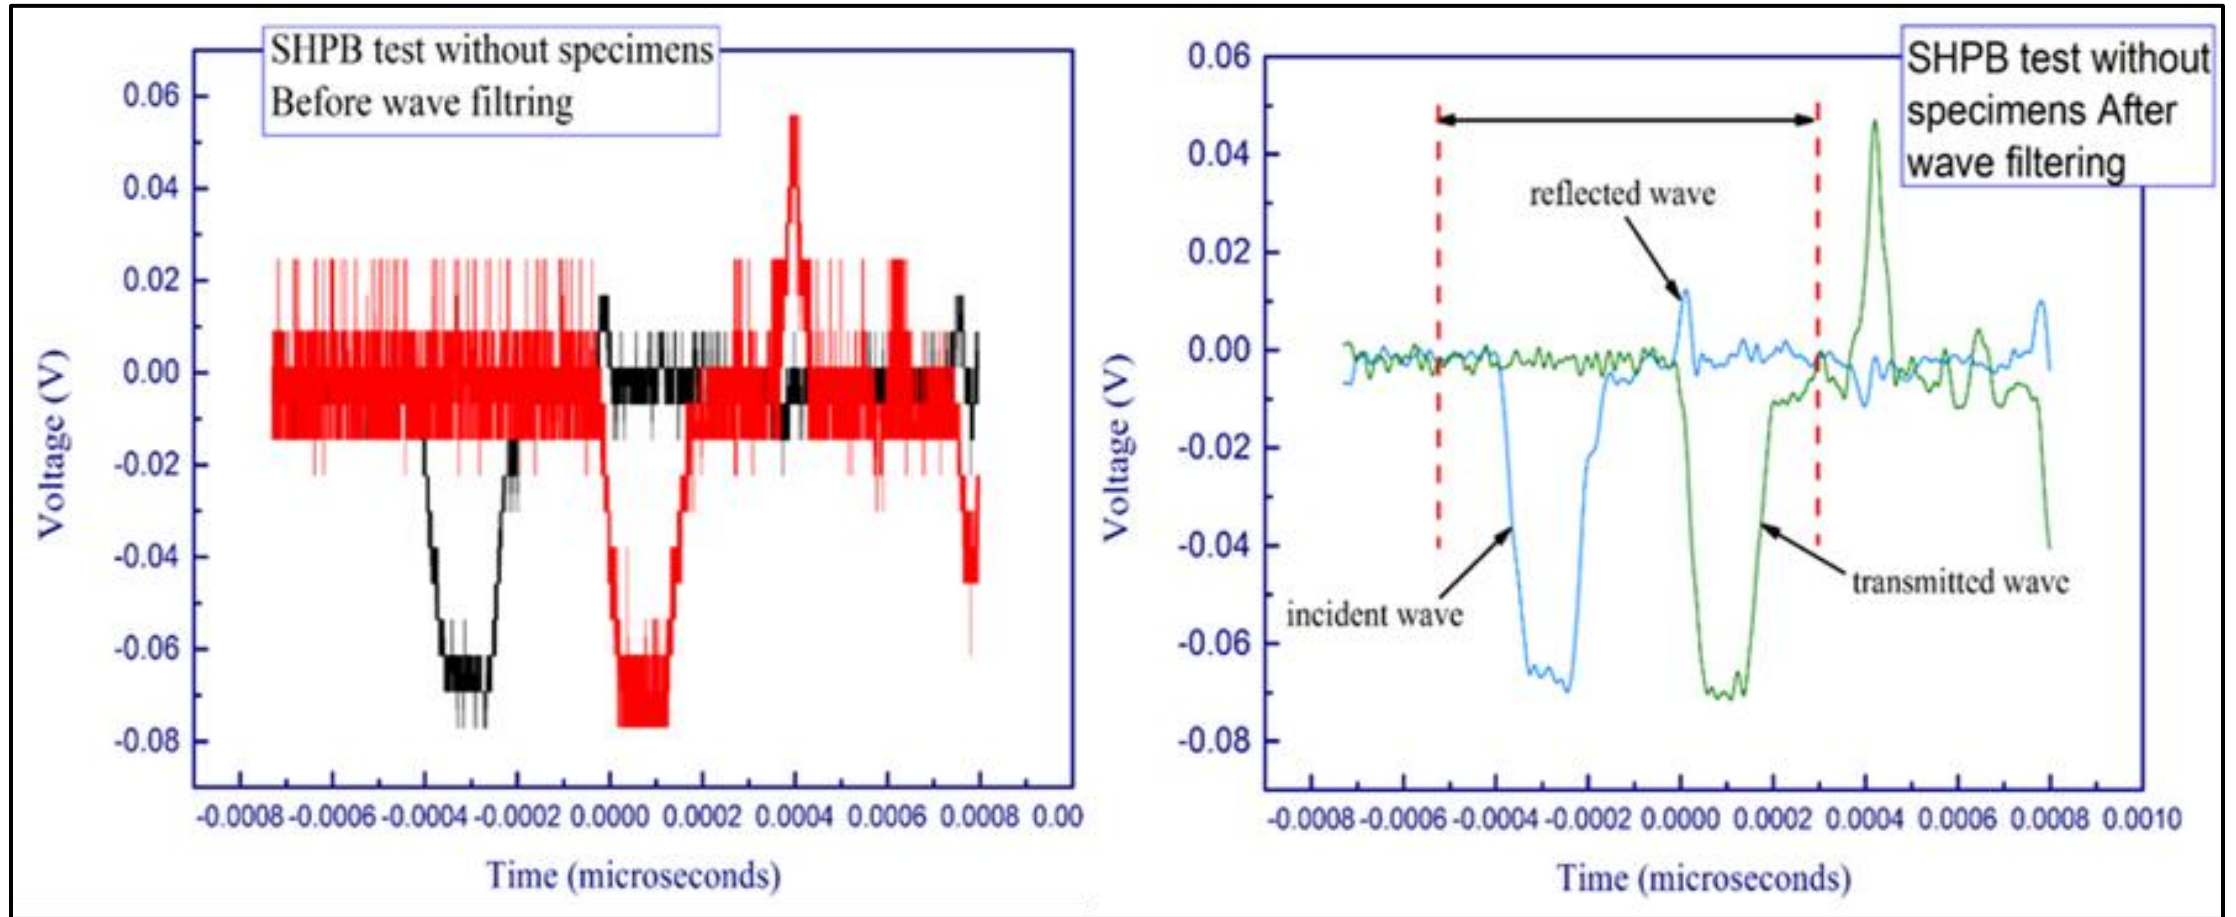 SHPB test without specimens
Before wave filtring
0.06
0.04
0.02
0.00
-0.02
-0.04
-0.06
-0.08
Voltage (V)
-0.0008 -0.0006 -0.0004 -0.0002 0.0000 0.0002 0.0004 0.0006 0.0008 0.00
Time (microseconds)
SHPB test without
specimens After
wave filtering
0.06
0.04
0.02
0.00
-0.02
-0.04
-0.06
-0.08
Voltage (V)
reflected wave
incident wave
transmitted wave
-0.0008 -0.0006 -0.0004 -0.0002 0.0000 0.0002 0.0004 0.0006 0.0008 0.0010
Time (microseconds)